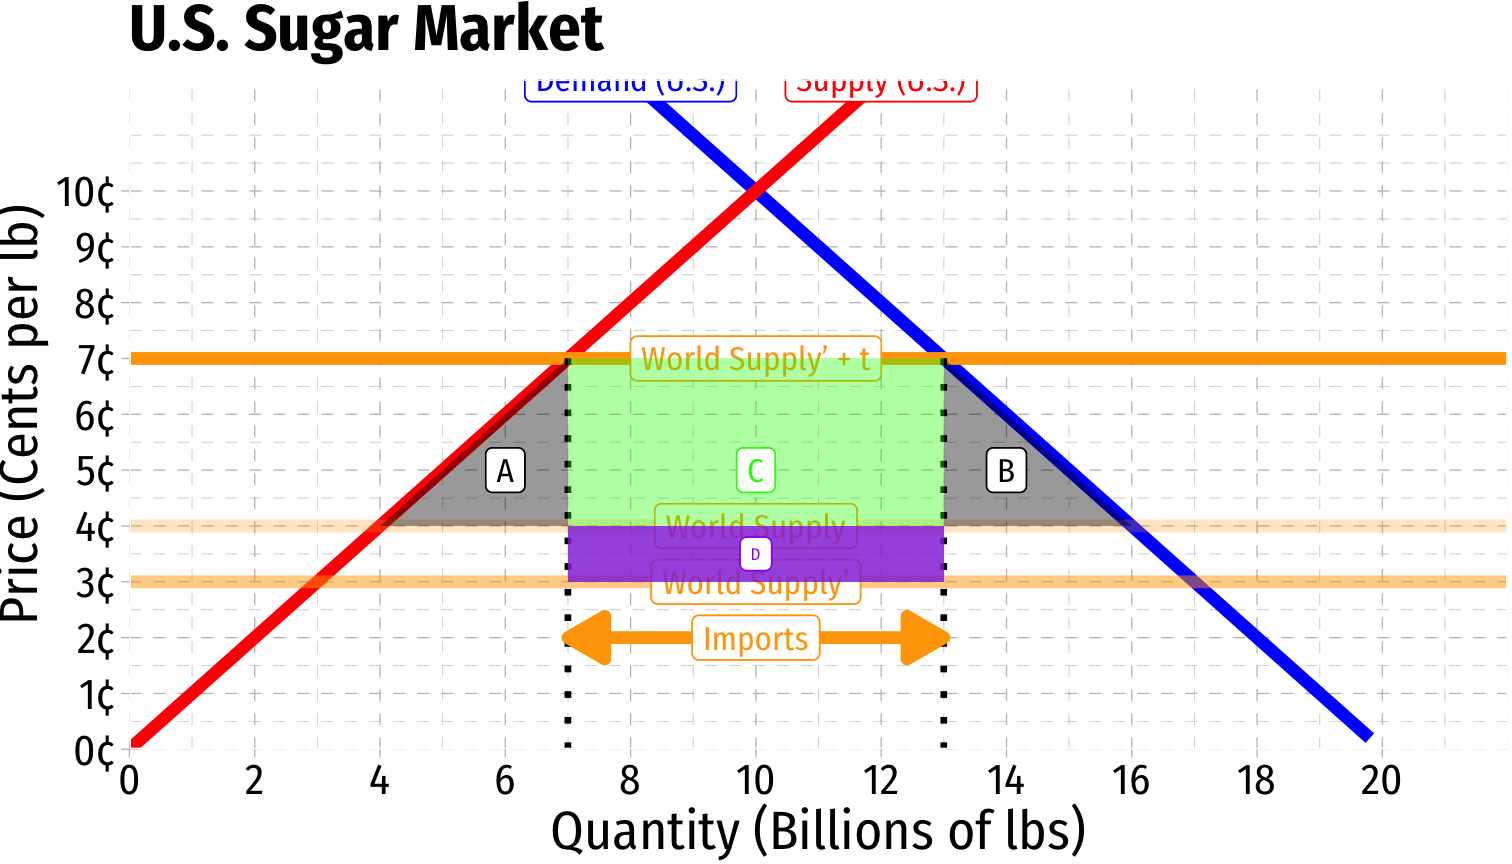 U.S. Sugar Market
Demand (U.S.)
Supply (U.S.)
10¢
9¢
8¢
7¢
6¢
5¢
4¢
3¢
2¢
1¢
0¢
World Supply’ + t
A
C
B
World Supply
D
World Supply’
Imports
0 2 4 6 8 10 12 14 16 18 20
Quantity (Billions of lbs)
Price (Cents per lb)